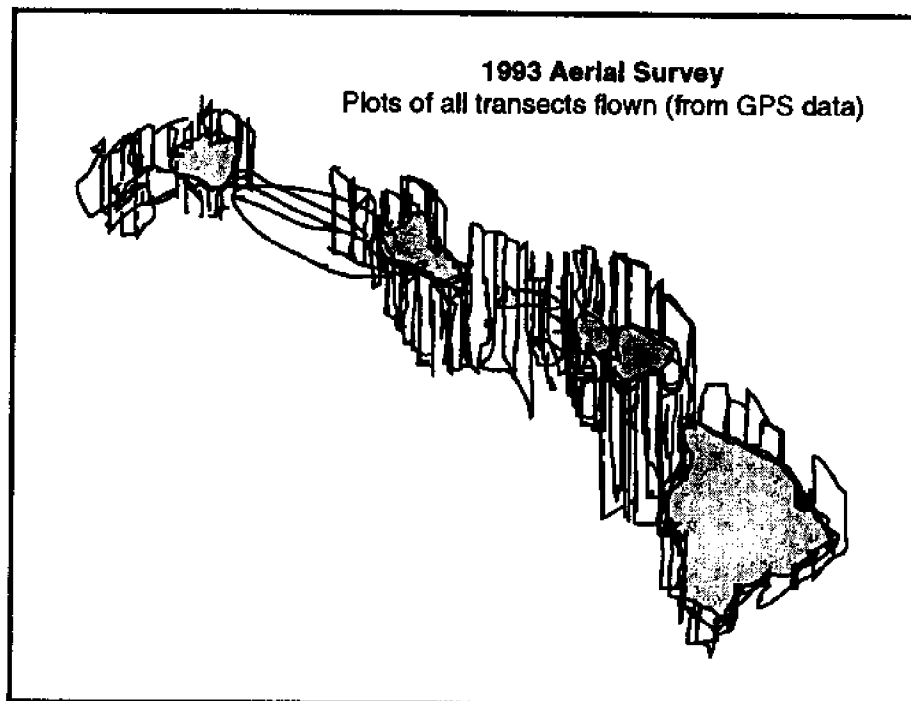 1993 Aerial Survey
Plots of all transects flown (from GPS data)